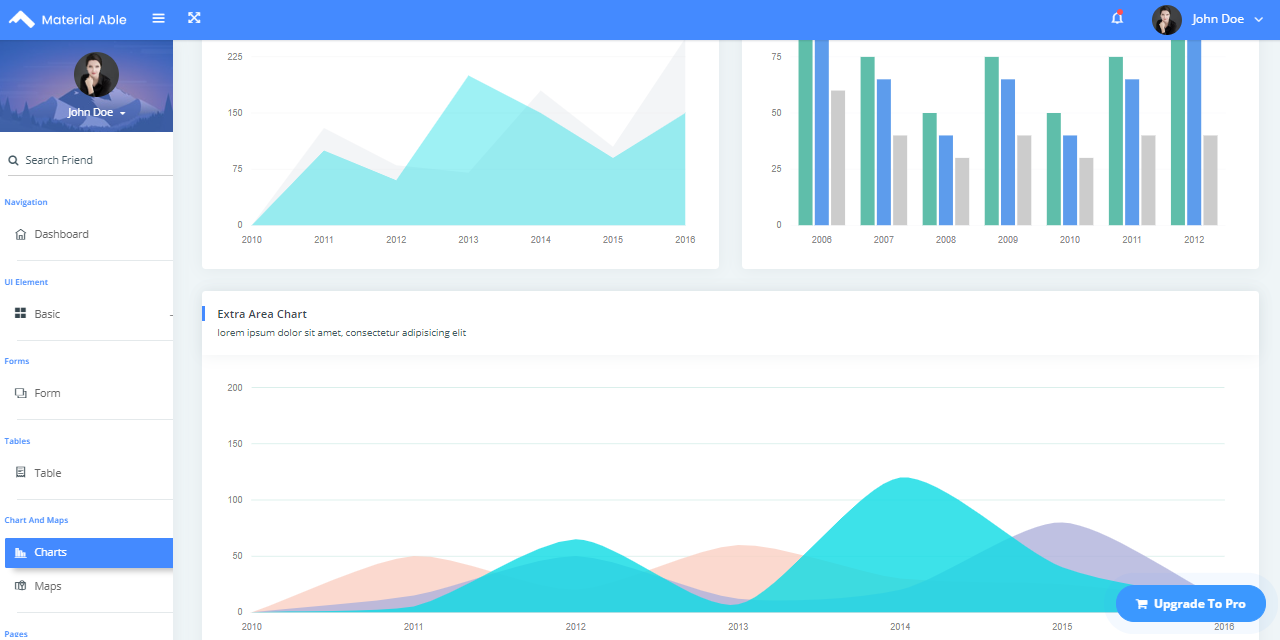 Material Able
John Doe
John Doe
Search Friend
Navigation
Dashboard
UI Element
Basic
Forms
Form
Tables
Table
Chart And Maps
Charts
Maps
Pages
225
150
75
0
2010 2011 2012 2013 2014 2015 2016
75
50
25
0
2006 2007 2008 2009 2010 2011 2012
Extra Area Chart
lorem ipsum dolor sit amet, consectetur adipisicing elit
200
150
100
50
0
2010 2011 2012 2013 2014 2015 2016
Upgrade To Pro